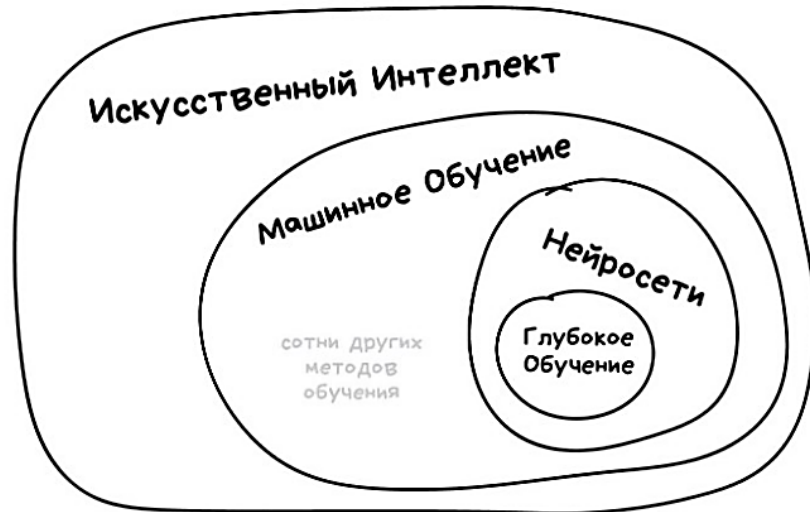 Искусственный Интеллект
Машинное Обучение
Нейросети
Глубокое
Обучение
сотни других
методов
обучения